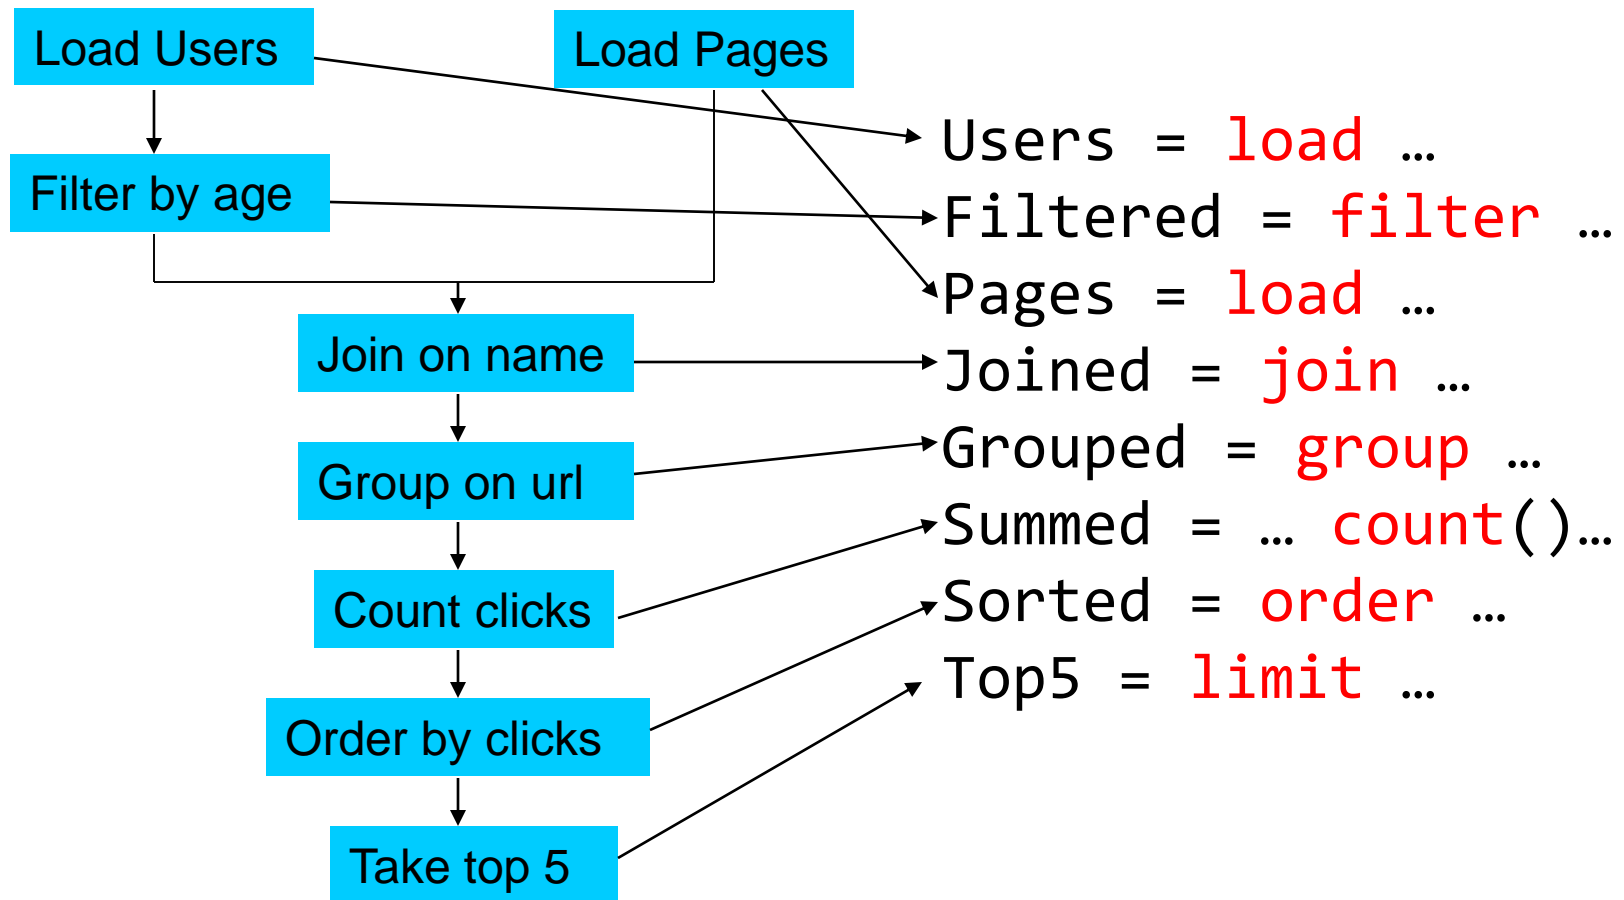 Load Users
Load Pages
Filter by age
Join on name
Group on url
Count clicks
Order by clicks
Take top 5
Users = load …
Filtered = filter …
Pages = load …
Joined = join …
Grouped = group …
Summed = … count()…
Sorted = order …
Top5 = limit …